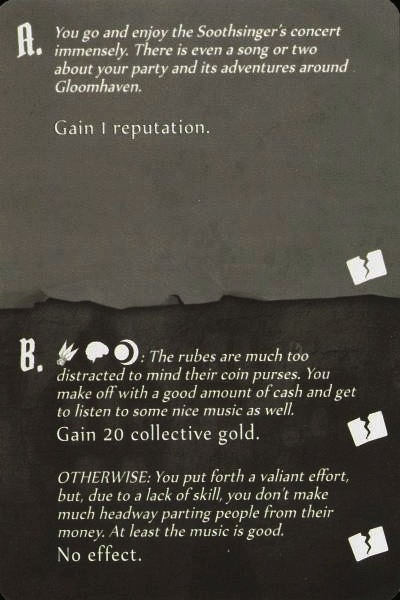 A. You go and enjoy the Soothsinger's concert
immensely. There is even a song or two
about your party and its adventures around
Gloomhaven.
Gain 1 reputation.
B. : The rubes are much too
distracted to mind their coin purses. You
make off with a good amount of cash and get
to listen to some nice music as well.
Gain 20 collective gold.
OTHERWISE: You put forth a valiant effort,
but, due to a lack of skill, you don't make
much headway parting people from their
money. At least the music is good.
No effect.